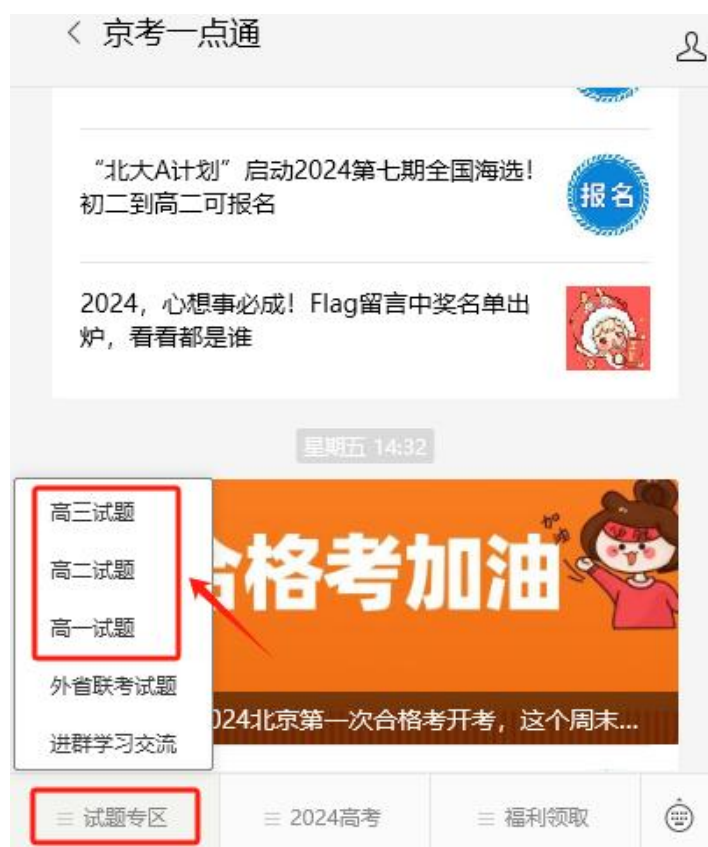 京考一点通
“北大A计划”启动2024第七期全国海选！
初二到高二可报名
报名
2024，心想事必成！Flag留言中奖名单出
炉，看看都是谁
星期五 14:32
合格考加油
加油
024北京第一次合格考开考，这个周末...
高三试题
高二试题
高一试题
外省联考试题
进群学习交流
试题专区
2024高考
福利领取